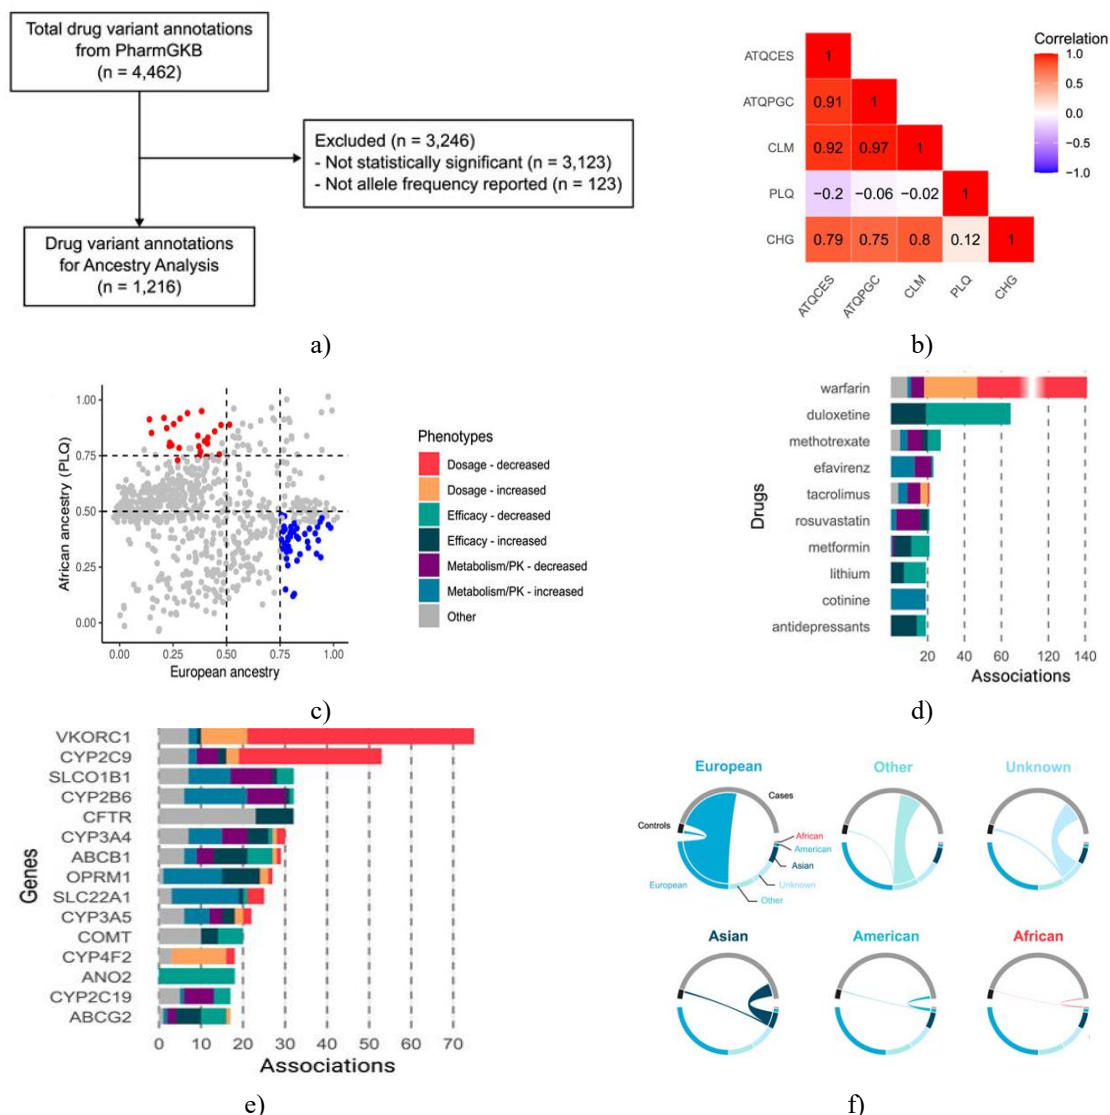 Total drug variant annotations
from PharmGKB
(n = 4,462)
Excluded (n = 3,246)
- Not statistically significant (n = 3,123)
- Not allele frequency reported (n = 123)
Drug variant annotations
for Ancestry Analysis
(n = 1,216)
a)
Correlation
1.0
0.5
0.0
−0.5
−1.0
ATQCES 1
ATQPGC 0.91 1
CLM 0.92 0.97 1
PLQ −0.2 −0.06 −0.02 1
CHG 0.79 0.75 0.8 0.12 1
ATQCES ATQPGC CLM PLQ CHG
b)
African ancestry (PLQ)
1.00
0.75
0.50
0.25
0.00
0.00 0.25 0.50 0.75 1.00
European ancestry
Phenotypes
Dosage - decreased
Dosage - increased
Efficacy - decreased
Efficacy - increased
Metabolism/PK - decreased
Metabolism/PK - increased
Other
c)
Drugs
warfarin
duloxetine
methotrexate
efavirenz
tacrolimus
rosuvastatin
metformin
lithium
cotinine
antidepressants
20 40 60 120 140
Associations
d)
Genes
VKORC1
CYP2C9
SLCO1B1
CYP2B6
CFTR
CYP3A4
ABCB1
OPRM1
SLC22A1
CYP3A5
COMT
CYP4F2
ANO2
CYP2C19
ABCG2
0 10 20 30 40 50 60 70
Associations
e)
European
Cases
Controls
African
American
Asian
Unknown
Other
European
Other
Unknown
Asian
American
African
f)